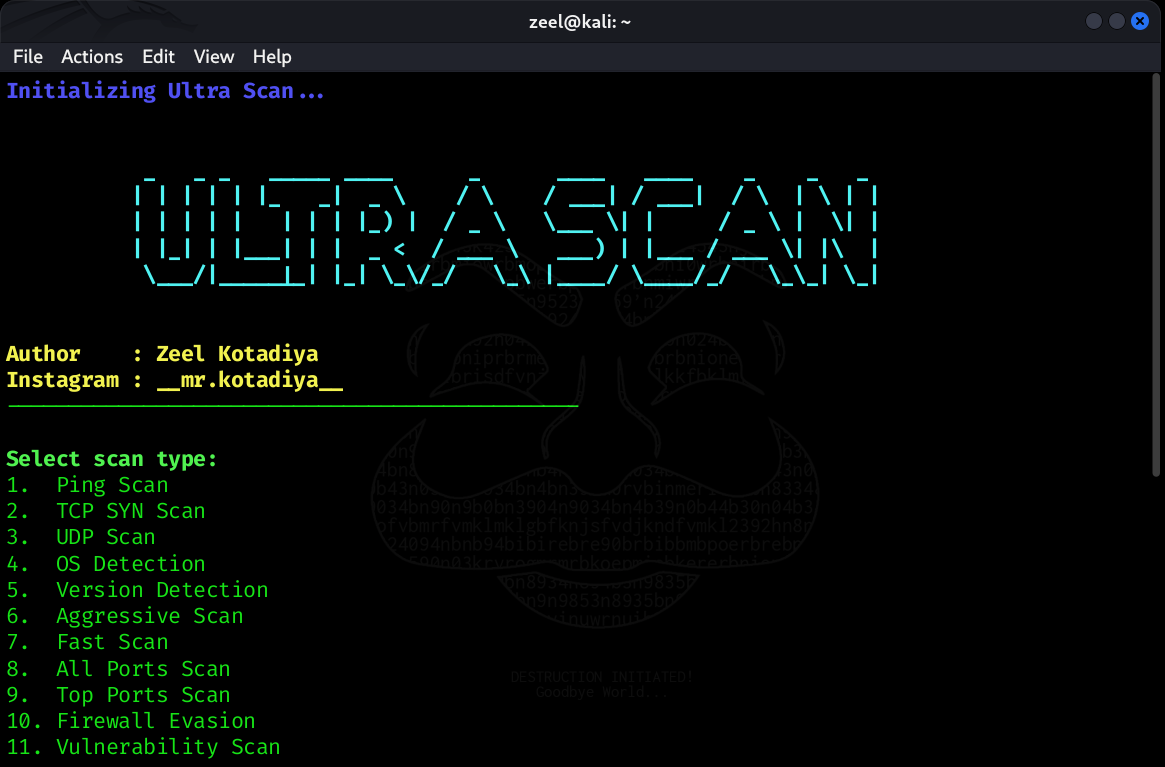 zeel@kali: ~
File Actions Edit View Help
Initializing Ultra Scan...
ULTRA SCAN
Author    : Zeel Kotadiya
Instagram : __mr.kotadiya__
Select scan type:
1.  Ping Scan
2.  TCP SYN Scan
3.  UDP Scan
4.  OS Detection
5.  Version Detection
6.  Aggressive Scan
7.  Fast Scan
8.  All Ports Scan
9.  Top Ports Scan
10. Firewall Evasion
11. Vulnerability Scan
DESTRUCTION INITIATED!
Goodbye World...